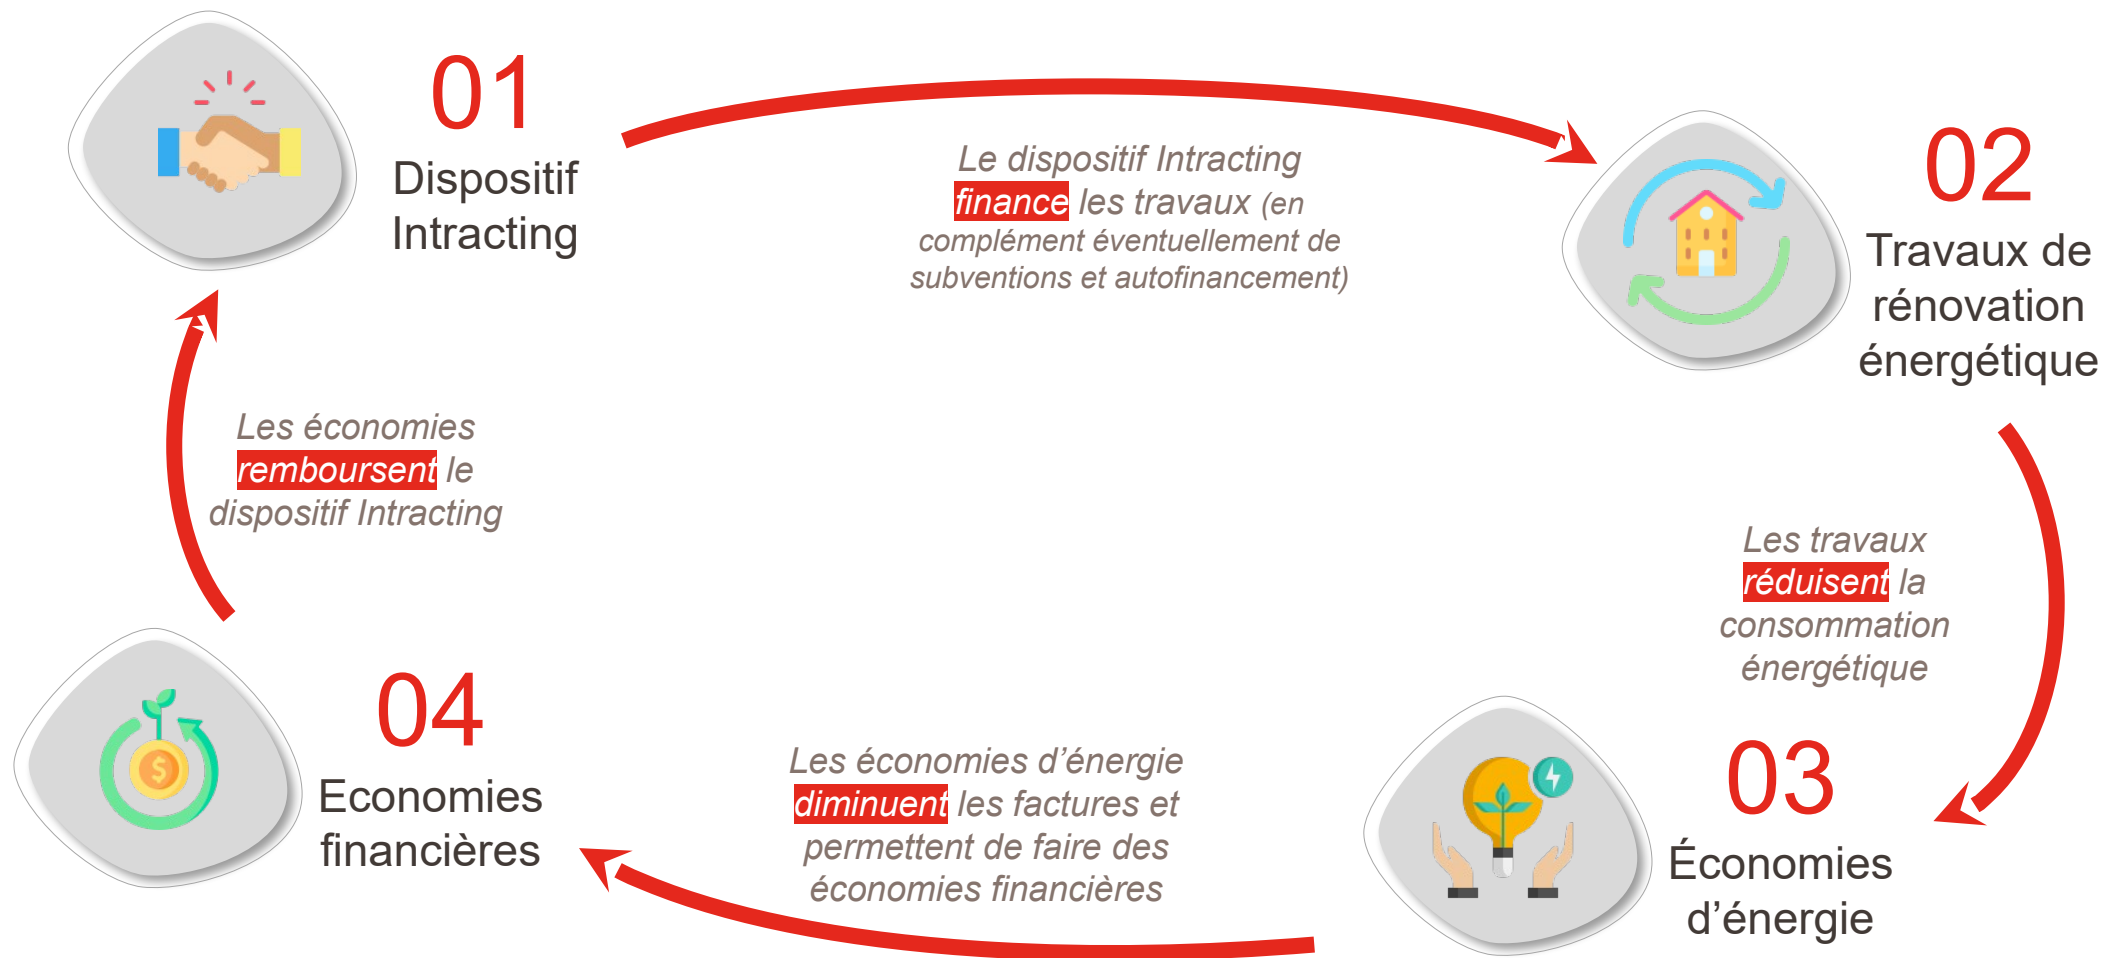 01
Dispositif
Intracting
Le dispositif Intracting
finance les travaux (en
complément éventuellement de
subventions et autofinancement)
02
Travaux de
rénovation
énergétique
Les travaux
réduisent la
consommation
énergétique
03
Économies
d’énergie
Les économies d’énergie
diminuent les factures et
permettent de faire des
économies financières
04
Economies
financières
Les économies
remboursent le
dispositif Intracting